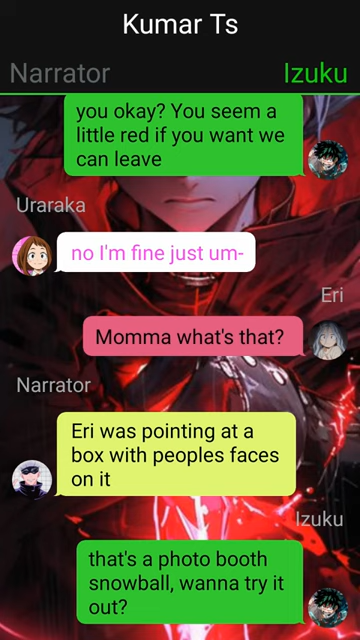 Kumar Ts
Narrator
Izuku
you okay? You seem a
little red if you want we
can leave
Uraraka
no I'm fine just um-
Eri
Momma what's that?
Narrator
Eri was pointing at a
box with peoples faces
on it
Izuku
that's a photo booth
snowball, wanna try it
out?